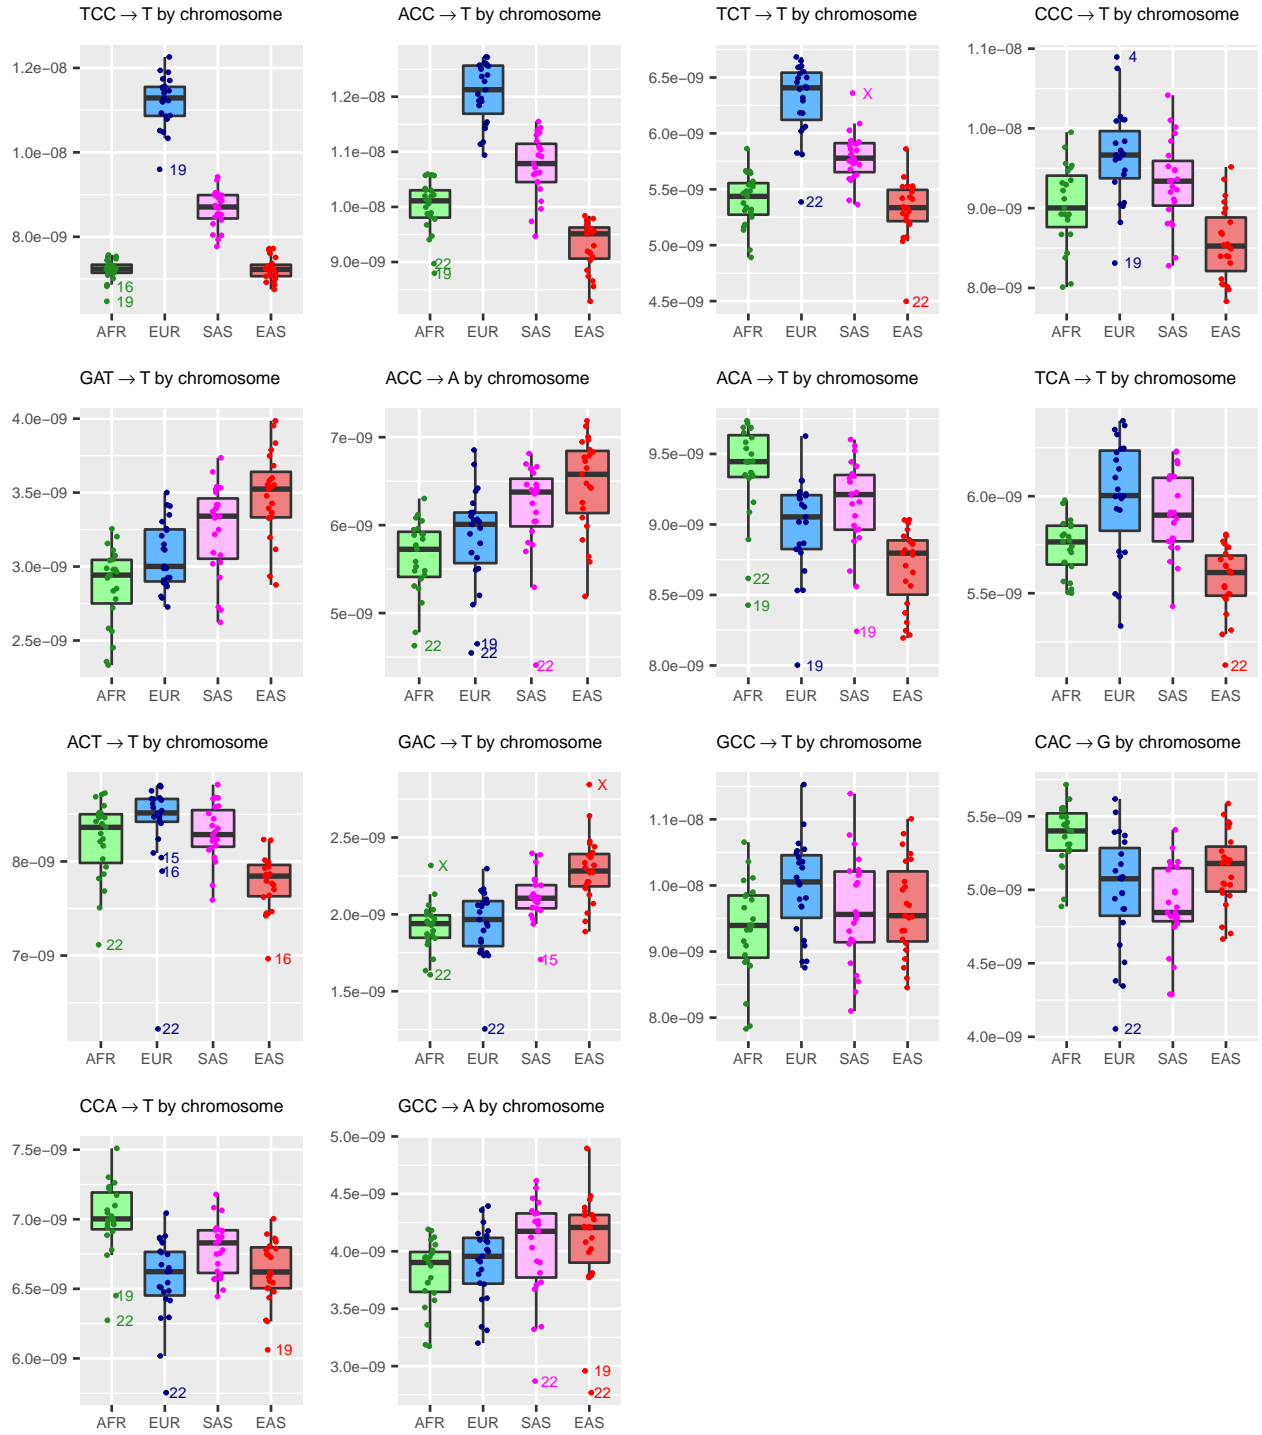 TCC → T by chromosome
1.2e−08
1.0e−08
8.0e−09
19
16
19
AFR EUR SAS EAS
ACC → T by chromosome
1.2e−08
1.1e−08
1.0e−08
9.0e−09
22
19
AFR EUR SAS EAS
TCT → T by chromosome
6.5e−09
6.0e−09
5.5e−09
5.0e−09
4.5e−09
X
22
22
AFR EUR SAS EAS
CCC → T by chromosome
1.1e−08
1.0e−08
9.0e−09
8.0e−09
4
19
AFR EUR SAS EAS
GAT → T by chromosome
4.0e−09
3.5e−09
3.0e−09
2.5e−09
AFR EUR SAS EAS
ACC → A by chromosome
7e−09
6e−09
5e−09
22
19
22
22
AFR EUR SAS EAS
ACA → T by chromosome
9.5e−09
9.0e−09
8.5e−09
8.0e−09
22
19
19
19
AFR EUR SAS EAS
TCA → T by chromosome
6.0e−09
5.5e−09
22
AFR EUR SAS EAS
ACT → T by chromosome
8e−09
7e−09
22
15
16
22
16
AFR EUR SAS EAS
GAC → T by chromosome
2.5e−09
2.0e−09
1.5e−09
X
22
22
15
X
AFR EUR SAS EAS
GCC → T by chromosome
1.1e−08
1.0e−08
9.0e−09
8.0e−09
AFR EUR SAS EAS
CAC → G by chromosome
5.5e−09
5.0e−09
4.5e−09
4.0e−09
22
AFR EUR SAS EAS
CCA → T by chromosome
7.5e−09
7.0e−09
6.5e−09
6.0e−09
19
22
22
19
AFR EUR SAS EAS
GCC → A by chromosome
5.0e−09
4.5e−09
4.0e−09
3.5e−09
3.0e−09
22
19
22
AFR EUR SAS EAS